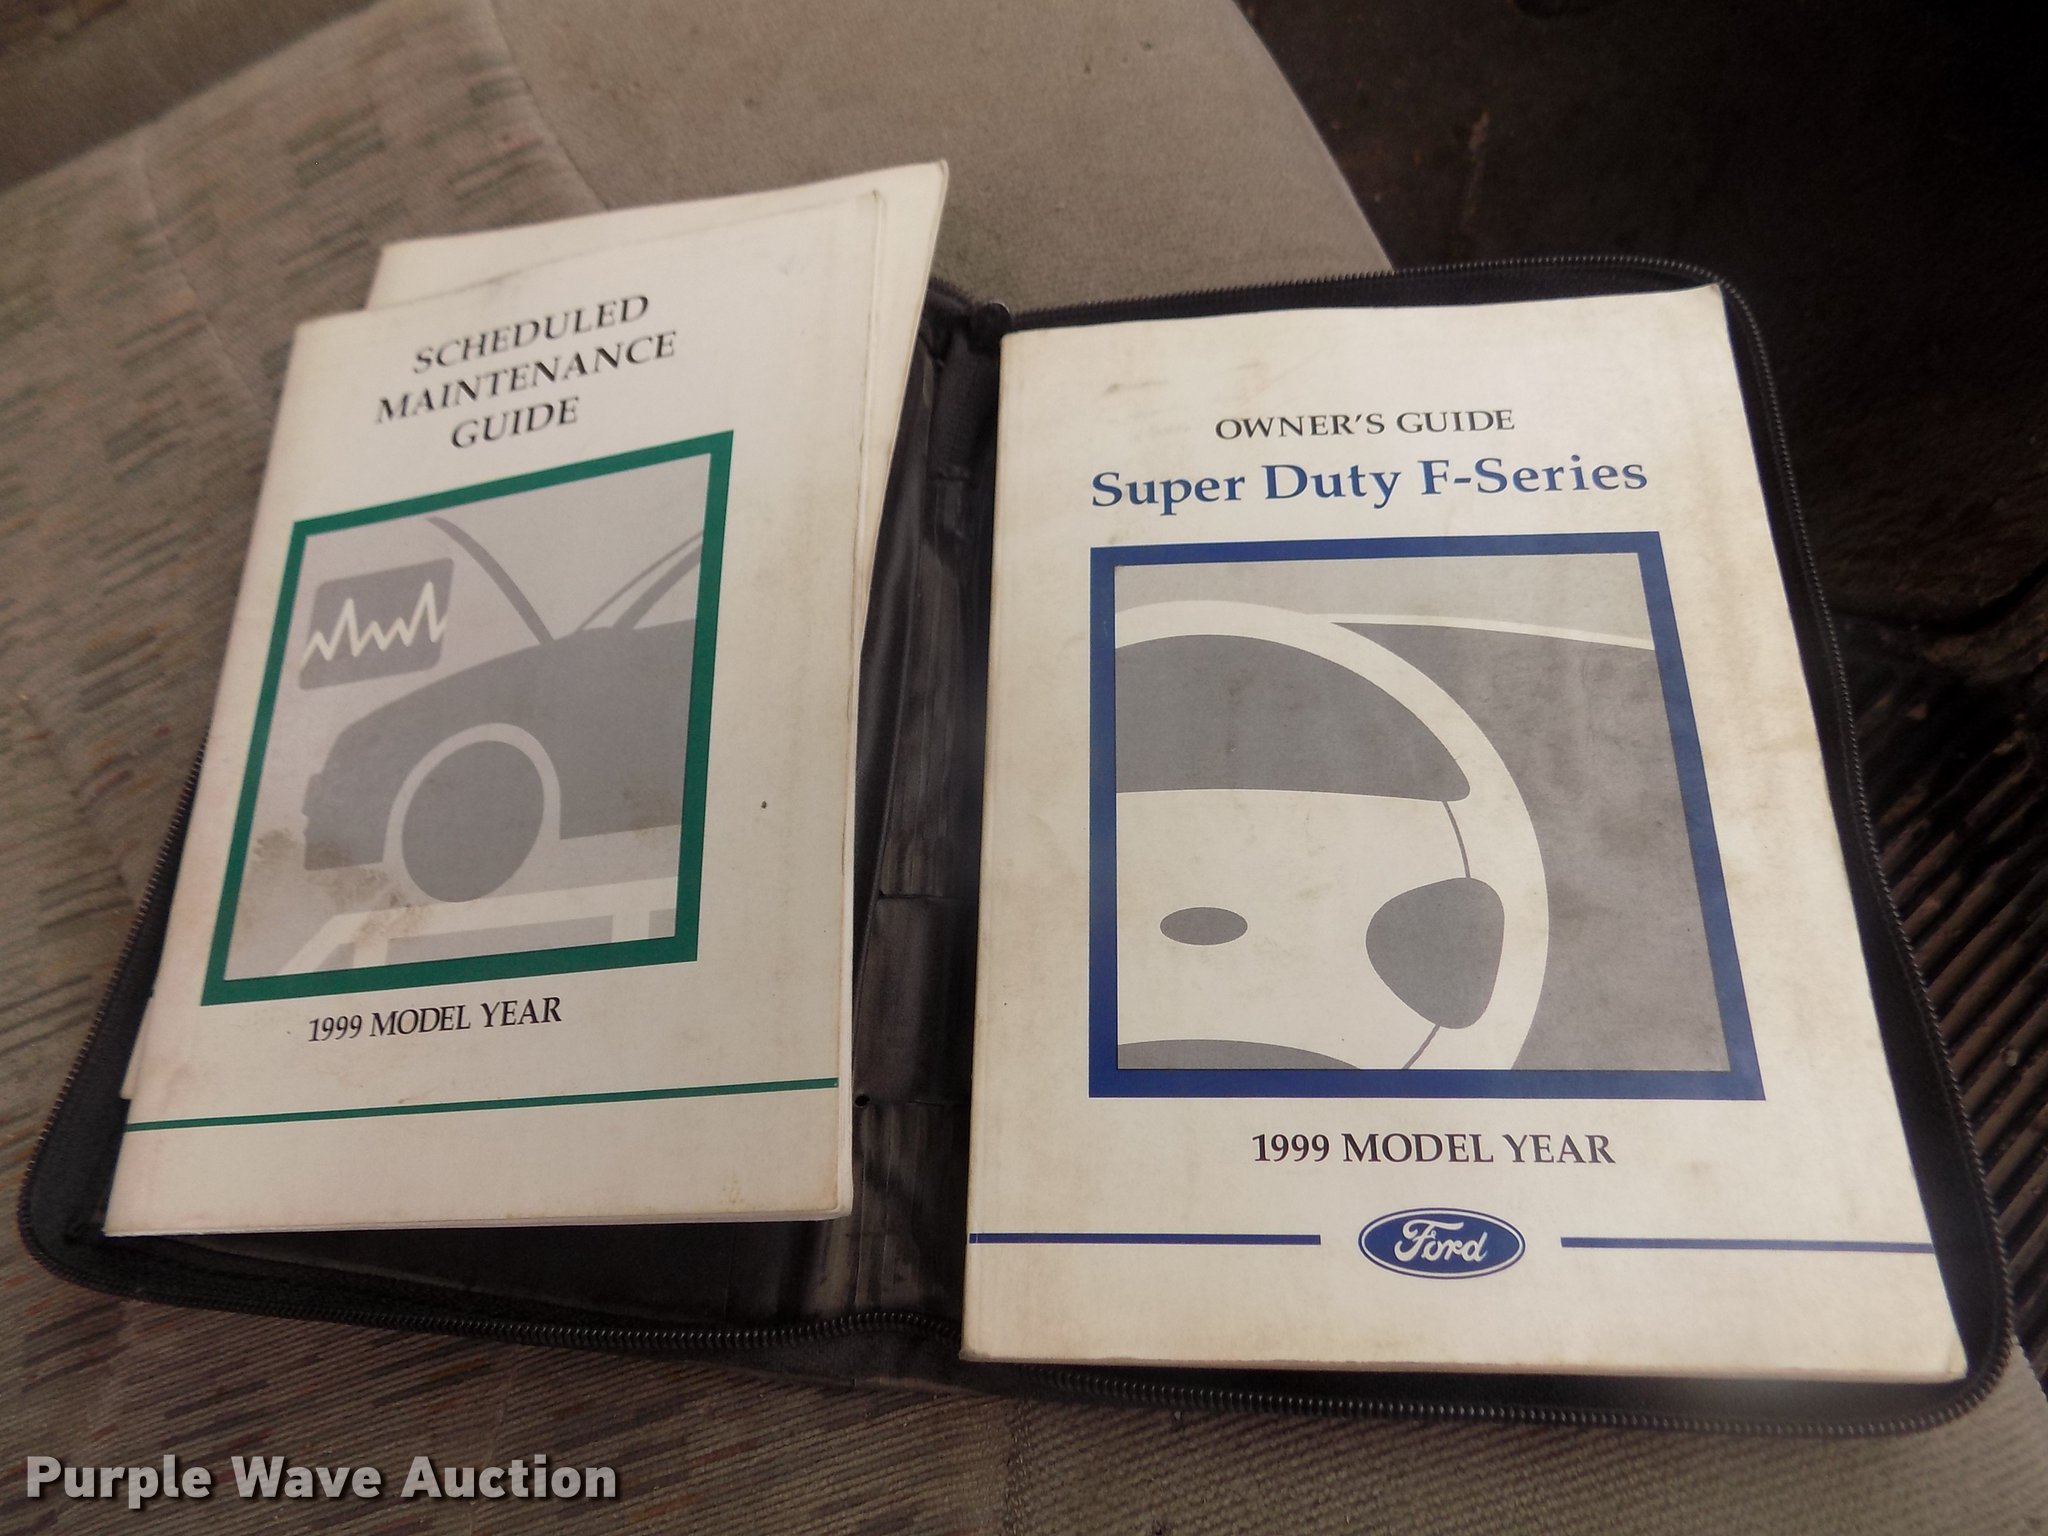 SCHEDULED
MAINTENANCE
GUIDE
1999 MODEL YEAR
OWNER'S GUIDE
Super Duty F-Series
1999 MODEL YEAR
Ford
Purple Wave Auction